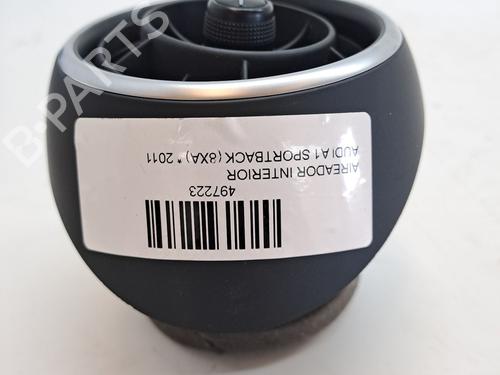 AIREADOR INTERIOR
AUDI A1 SPORTBACK (8XA) * 2011
497223
B-PARTS